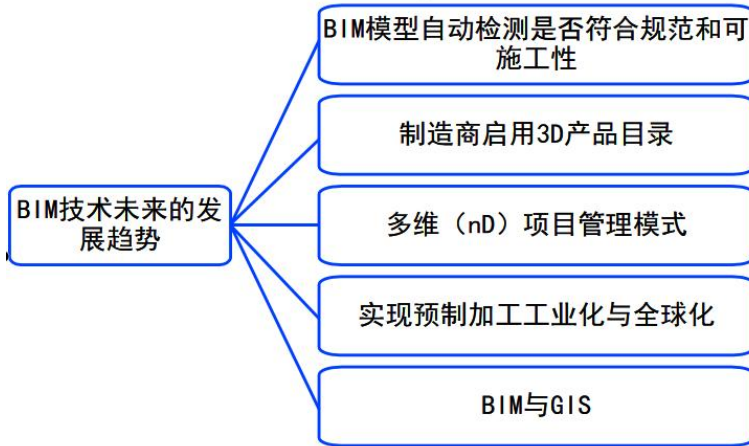 BIM模型自动检测是否符合规范和可
施工性
制造商启用3D产品目录
BIM技术未来的发
展趋势
多维（nD）项目管理模式
实现预制加工工业化与全球化
BIM与GIS